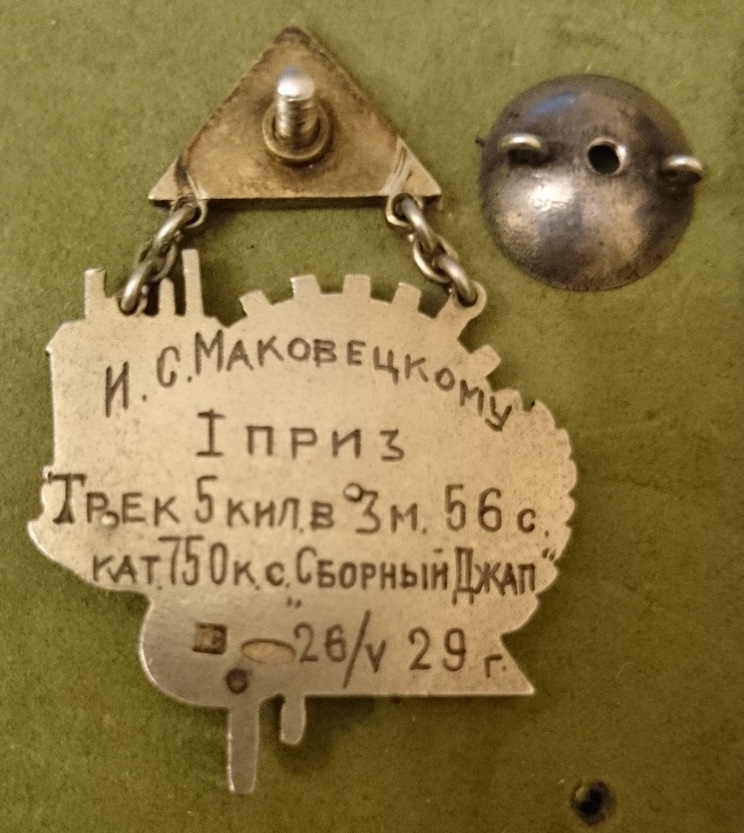 И. С. МАКОВЕЦКОМУ
I ПРИЗ
ТРЕК 5 КИЛ. В 3 М. 56 С.
КАТ. 750 К. С. „СБОРНЫЙ ДЖАП"
26/V 29 г.